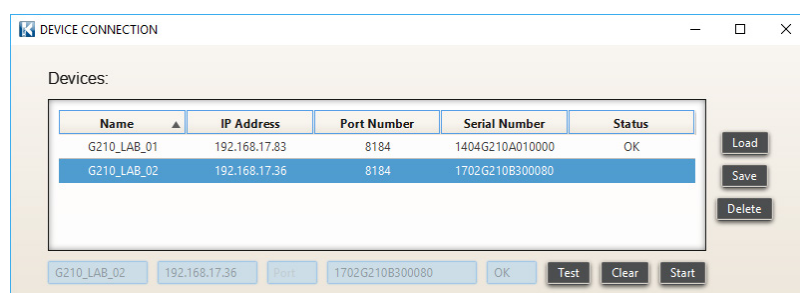 DEVICE CONNECTION
Devices:
Name IP Address Port Number Serial Number Status
G210_LAB_01 192.168.17.83 8184 1404G210A010000 OK
G210_LAB_02 192.168.17.36 8184 1702G210B300080
Load
Save
Delete
G210_LAB_02 192.168.17.36 Port 1702G210B300080 OK Test Clear Start